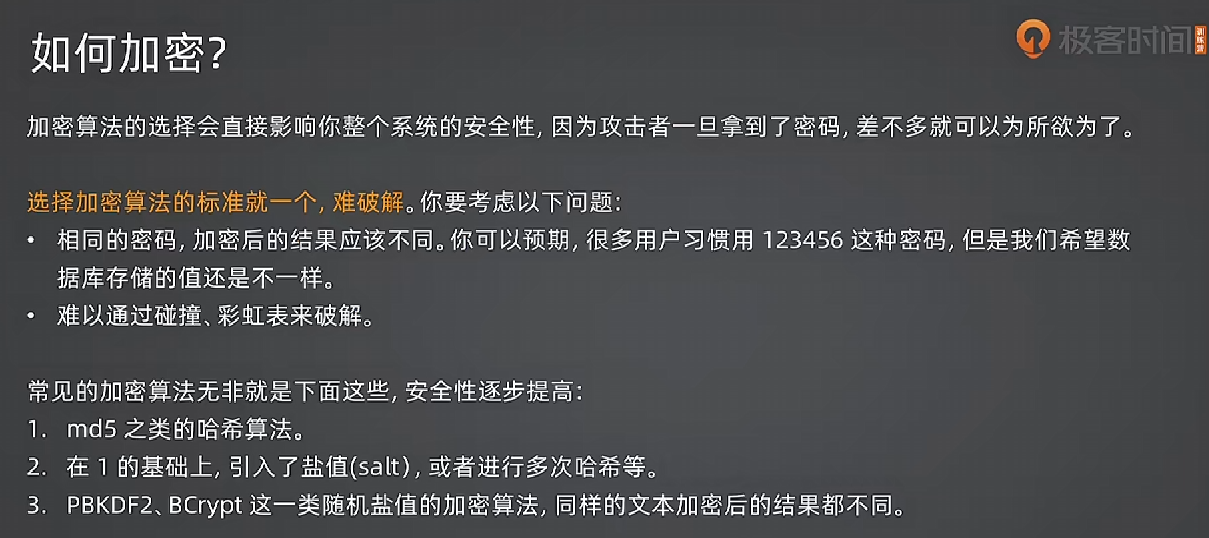 如何加密?
极客时间
训练营
加密算法的选择会直接影响你整个系统的安全性, 因为攻击者一旦拿到了密码, 差不多就可以为所欲为了。
选择加密算法的标准就一个, 难破解。你要考虑以下问题:
• 相同的密码, 加密后的结果应该不同。你可以预期, 很多用户习惯用 123456 这种密码, 但是我们希望数
据库存储的值还是不一样。
• 难以通过碰撞、彩虹表来破解。
常见的加密算法无非就是下面这些, 安全性逐步提高:
1. md5 之类的哈希算法。
2. 在 1 的基础上, 引入了盐值(salt) , 或者进行多次哈希等。
3. PBKDF2、BCrypt 这一类随机盐值的加密算法, 同样的文本加密后的结果都不同。